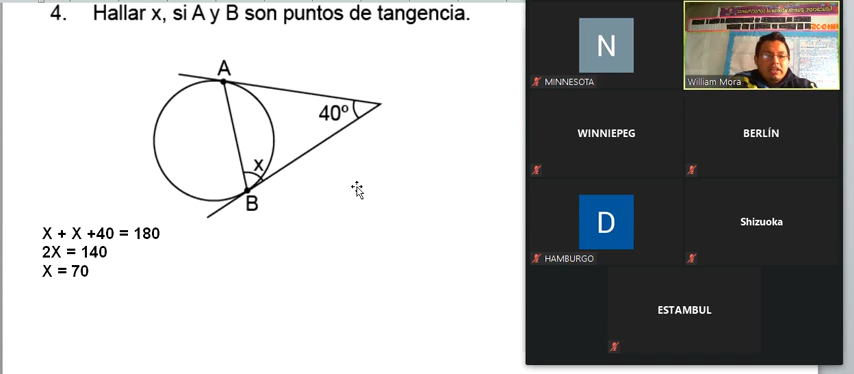 4. Hallar x, si A y B son puntos de tangencia.
A
40º
x
B
X + X +40 = 180
2X = 140
X = 70
N
MINNESOTA
William Mora
WINNIEPEG
BERLÍN
D
HAMBURGO
Shizuoka
ESTAMBUL